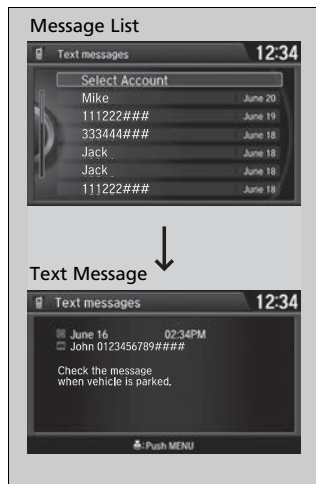 Message List
Text messages 12:34
Select Account
Mike June 20
111222### June 19
333444### June 18
Jack June 18
Jack June 18
111222### June 18
Text Message
Text messages 12:34
June 16 02:34PM
John 0123456789####
Check the message
when vehicle is parked.
:Push MENU